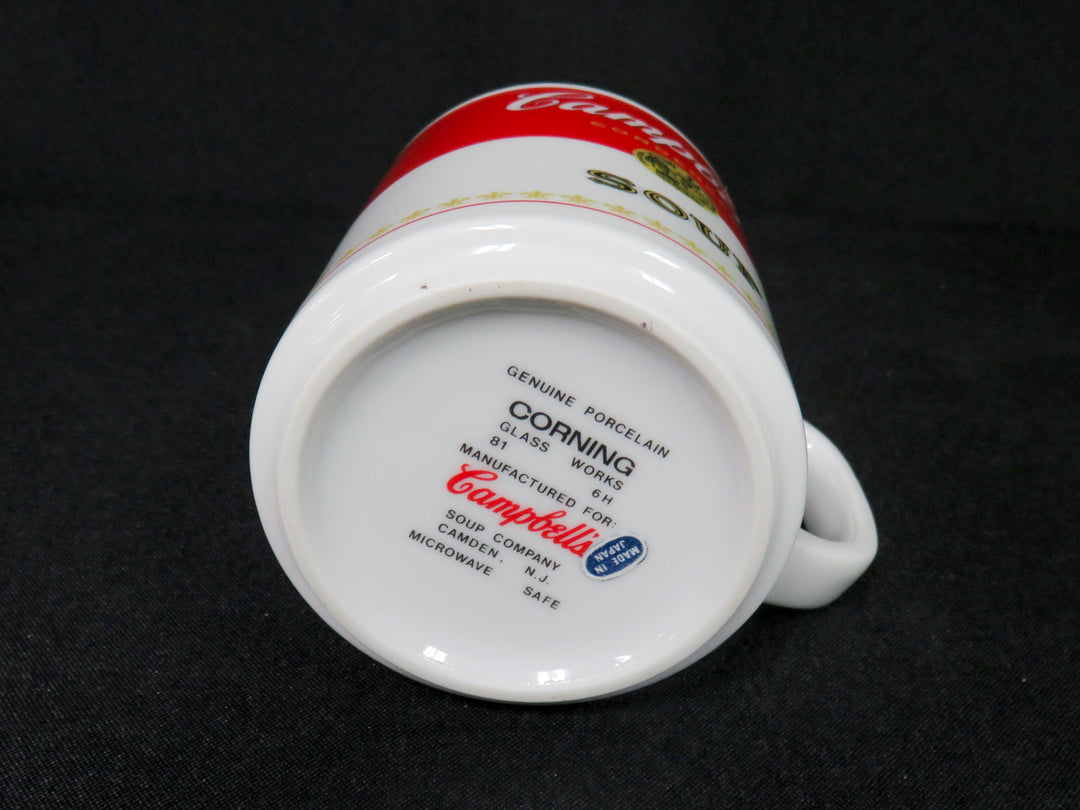 Campbell's
SOUP
GENUINE PORCELAIN
CORNING
GLASS WORKS
81 6H
MANUFACTURED FOR:
Campbell's
SOUP COMPANY
CAMDEN, N.J.
MICROWAVE SAFE
MADE IN
JAPAN